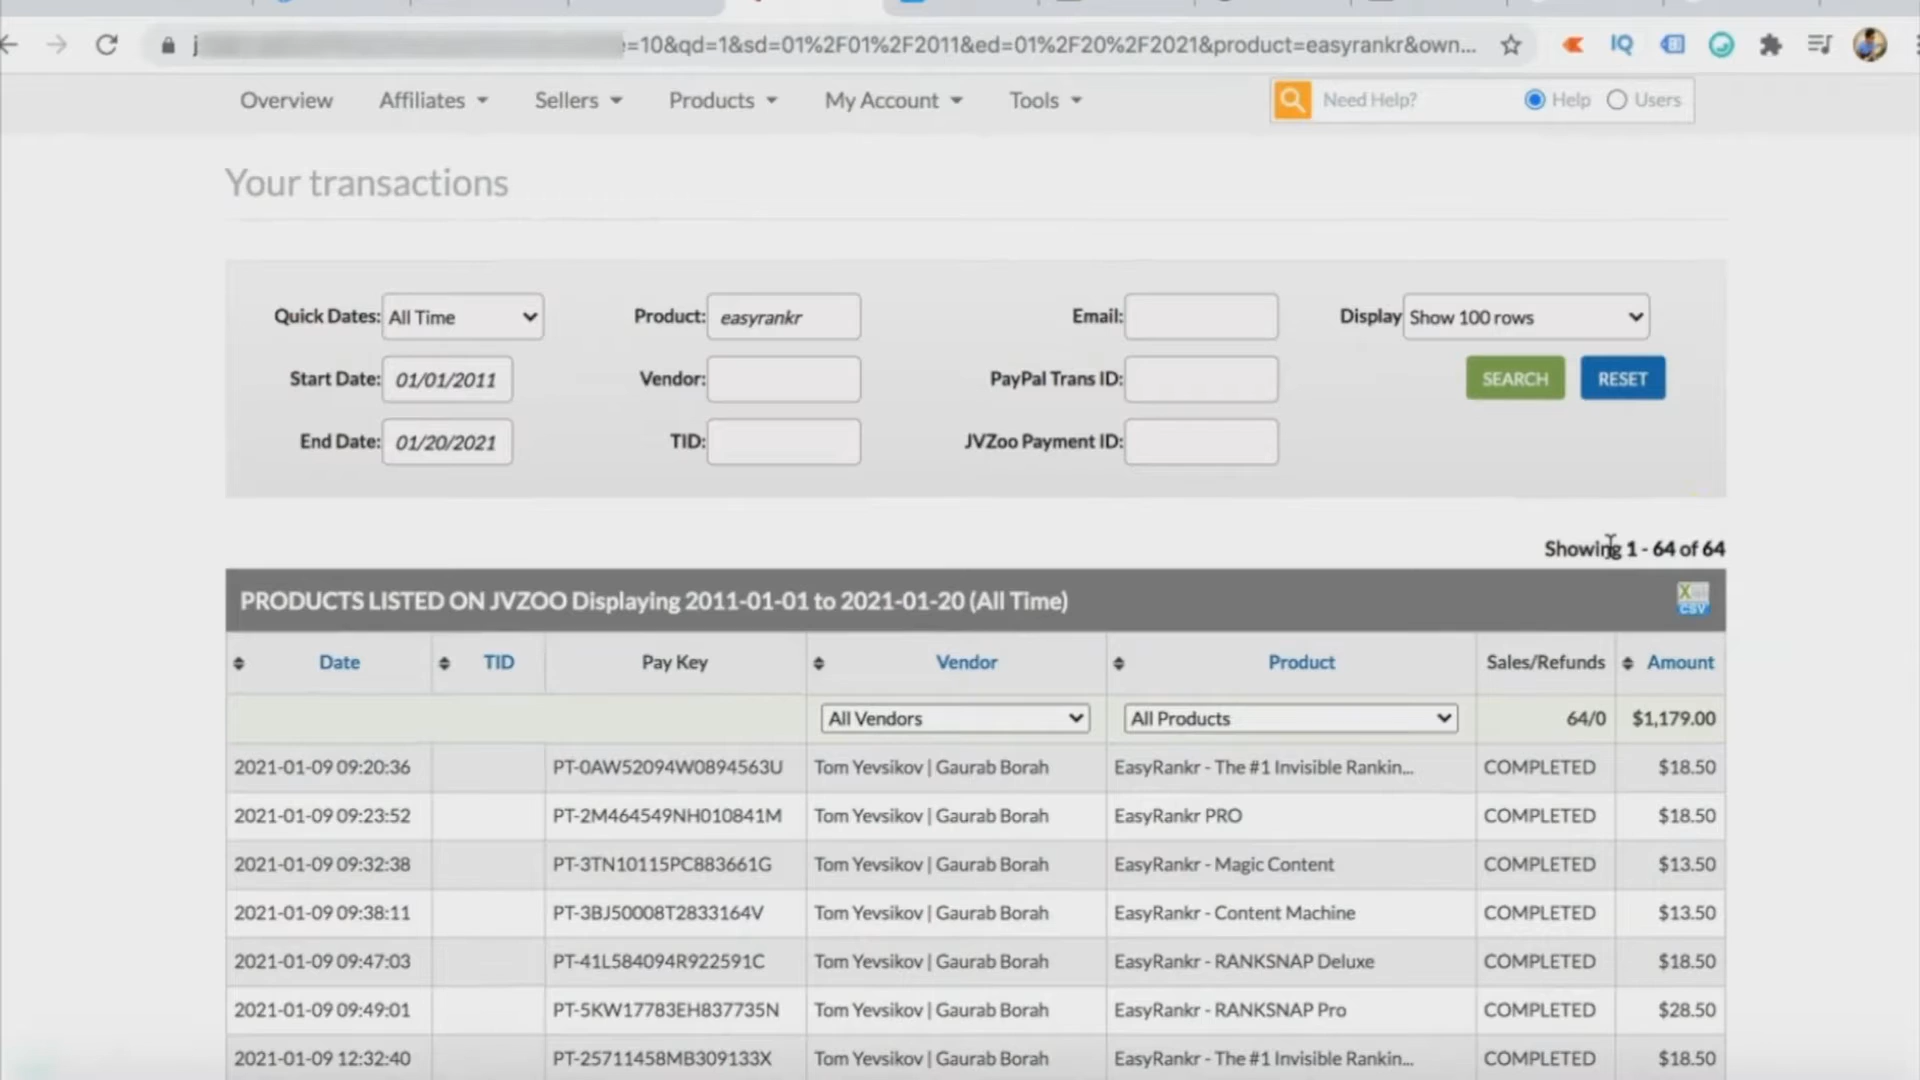 j =10&qd=1&sd=01%2F01%2F2011&ed=01%2F20%2F2021&product=easyrankr&own...
Overview Affiliates Sellers Products My Account Tools Need Help? Help Users
Your transactions
Quick Dates: All Time Product: easyrankr Email: Display Show 100 rows
Start Date: 01/01/2011 Vendor: PayPal Trans ID: SEARCH RESET
End Date: 01/20/2021 TID: JVZoo Payment ID:
Showing 1 - 64 of 64
PRODUCTS LISTED ON JVZOO Displaying 2011-01-01 to 2021-01-20 (All Time) X CSV
Date TID Pay Key Vendor Product Sales/Refunds Amount
All Vendors All Products 64/0 $1,179.00
2021-01-09 09:20:36 PT-0AW52094W0894563U Tom Yevsikov | Gaurab Borah EasyRankr - The #1 Invisible Rankin... COMPLETED $18.50
2021-01-09 09:23:52 PT-2M464549NH010841M Tom Yevsikov | Gaurab Borah EasyRankr PRO COMPLETED $18.50
2021-01-09 09:32:38 PT-3TN10115PC883661G Tom Yevsikov | Gaurab Borah EasyRankr - Magic Content COMPLETED $13.50
2021-01-09 09:38:11 PT-3BJ50008T2833164V Tom Yevsikov | Gaurab Borah EasyRankr - Content Machine COMPLETED $13.50
2021-01-09 09:47:03 PT-41L584094R922591C Tom Yevsikov | Gaurab Borah EasyRankr - RANKSNAP Deluxe COMPLETED $18.50
2021-01-09 09:49:01 PT-5KW17783EH837735N Tom Yevsikov | Gaurab Borah EasyRankr - RANKSNAP Pro COMPLETED $28.50
2021-01-09 12:32:40 PT-25711458MB309133X Tom Yevsikov | Gaurab Borah EasyRankr - The #1 Invisible Rankin... COMPLETED $18.50